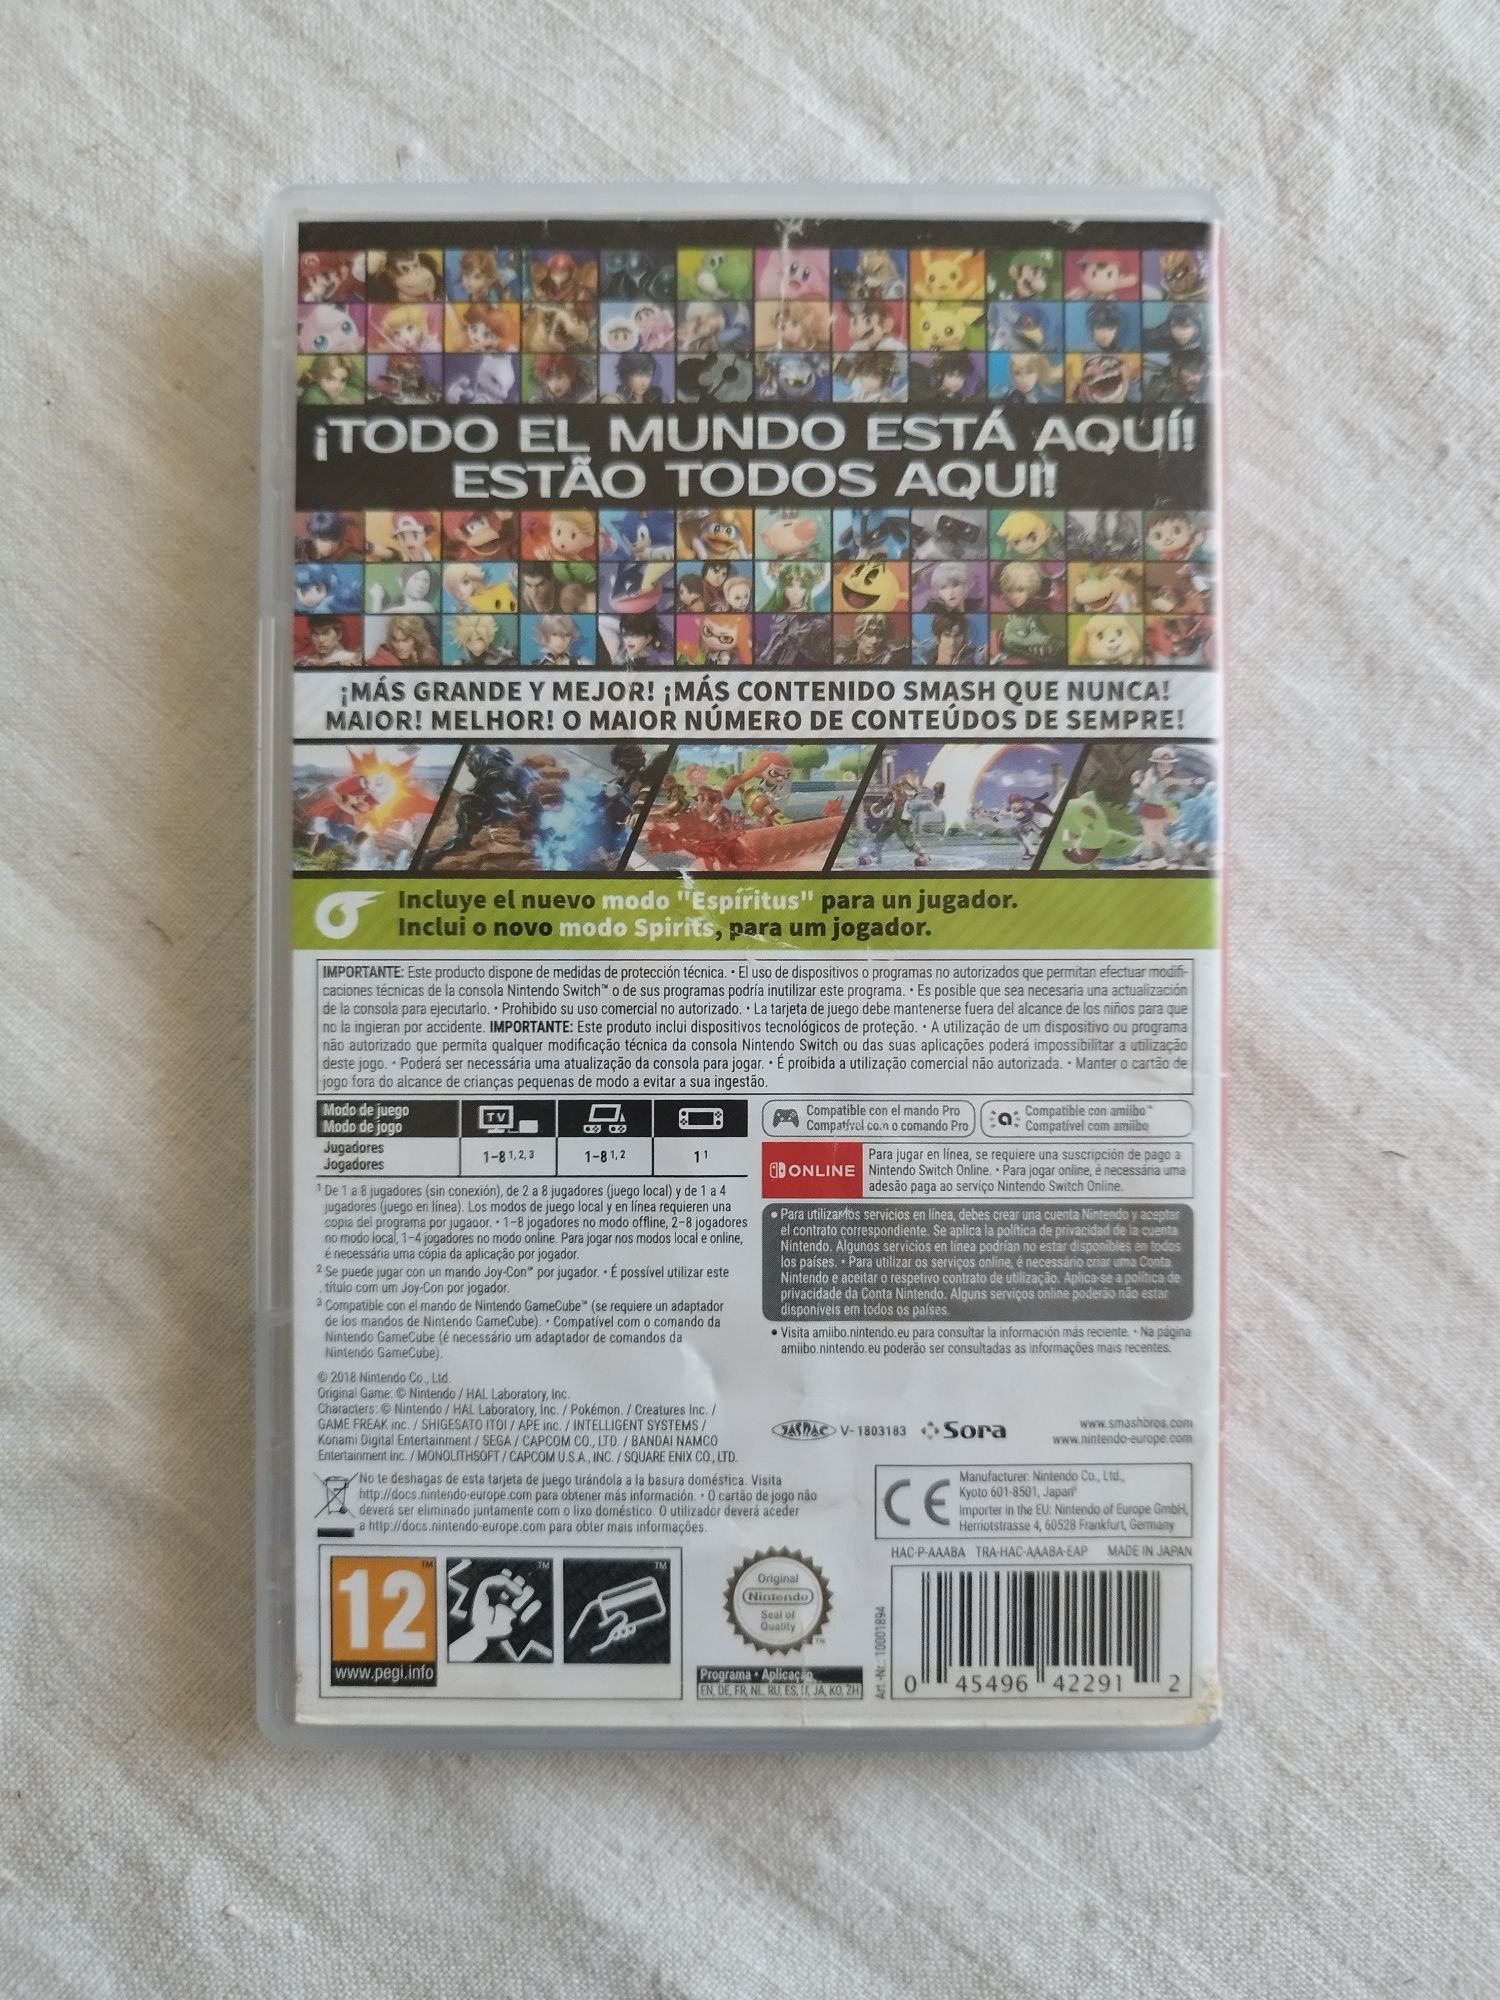 ¡TODO EL MUNDO ESTÁ AQUÍ!
ESTÃO TODOS AQUI!
¡MÁS GRANDE Y MEJOR! ¡MÁS CONTENIDO SMASH QUE NUNCA!
MAIOR! MELHOR! O MAIOR NÚMERO DE CONTEÚDOS DE SEMPRE!
Incluye el nuevo modo "Espíritus" para un jugador.
Inclui o novo modo Spirits, para um jogador.
IMPORTANTE: Este producto dispone de medidas de protección técnica. • El uso de dispositivos o programas no autorizados que permitan efectuar modifi-
caciones técnicas de la consola Nintendo Switch™ o de sus programas podría inutilizar este programa. • Es posible que sea necesaria una actualización
de la consola para ejecutarlo. • Prohibido su uso comercial no autorizado. • La tarjeta de juego debe mantenerse fuera del alcance de los niños para que
no la ingieran por accidente. IMPORTANTE: Este produto inclui dispositivos tecnológicos de proteção. • A utilização de um dispositivo ou programa
não autorizado que permita qualquer modificação técnica da consola Nintendo Switch ou das suas aplicações poderá impossibilitar a utilização
deste jogo. • Poderá ser necessária uma atualização da consola para jogar. • É proibida a utilização comercial não autorizada. • Manter o cartão de
jogo fora do alcance de crianças pequenas de modo a evitar a sua ingestão.
Modo de juego
Modo de jogo
TV
Jugadores
Jogadores
1-8 1, 2, 3
1-8 1, 2
1 1
1 De 1 a 8 jugadores (sin conexión), de 2 a 8 jugadores (juego local) y de 1 a 4
jugadores (juego en línea). Los modos de juego local y en línea requieren una
copia del programa por jugador. • 1-8 jogadores no modo offline, 2-8 jogadores
no modo local, 1-4 jogadores no modo online. Para jogar nos modos local e online,
é necessária uma cópia da aplicação por jogador.
2 Se puede jugar con un mando Joy-Con™ por jugador. • É possível utilizar este
título com um Joy-Con por jogador.
3 Compatible con el mando de Nintendo GameCube™ (se requiere un adaptador
de los mandos de Nintendo GameCube). • Compatível com o comando da
Nintendo GameCube (é necessário um adaptador de comandos da
Nintendo GameCube).
Compatible con el mando Pro
Compatível com o comando Pro
Compatible con amiibo™
Compatível com amiibo
ONLINE
Para jugar en línea, se requiere una suscripción de pago a
Nintendo Switch Online. • Para jogar online, é necessária uma
adesão paga ao serviço Nintendo Switch Online.
• Para utilizar los servicios en línea, debes crear una cuenta Nintendo y aceptar
el contrato correspondiente. Se aplica la política de privacidad de la cuenta
Nintendo. Algunos servicios en línea podrían no estar disponibles en todos
los países. • Para utilizar os serviços online, é necessário criar uma Conta
Nintendo e aceitar o respetivo contrato de utilização. Aplica-se a política de
privacidade da Conta Nintendo. Alguns serviços online poderão não estar
disponíveis em todos os países.
• Visita amiibo.nintendo.eu para consultar la información más reciente. • Na página
amiibo.nintendo.eu poderão ser consultadas as informações mais recentes.
© 2018 Nintendo Co., Ltd.
Original Game: © Nintendo / HAL Laboratory, Inc.
Characters: © Nintendo / HAL Laboratory, Inc. / Pokémon. / Creatures Inc. /
GAME FREAK inc. / SHIGESATO ITOI / APE inc. / INTELLIGENT SYSTEMS /
Konami Digital Entertainment / SEGA / CAPCOM CO., LTD. / BANDAI NAMCO
Entertainment Inc. / MONOLITHSOFT / CAPCOM U.S.A., INC. / SQUARE ENIX CO., LTD.
JASRAC V-1803183 Sora
www.smashbros.com
www.nintendo-europe.com
No te deshagas de esta tarjeta de juego tirándola a la basura doméstica. Visita
http://docs.nintendo-europe.com para obtener más información. • O cartão de jogo não
deverá ser eliminado juntamente com o lixo doméstico. O utilizador deverá aceder
a http://docs.nintendo-europe.com para obter mais informações.
CE
Manufacturer: Nintendo Co., Ltd.,
Kyoto 601-8501, Japan
Importer in the EU: Nintendo of Europe GmbH,
Herriotstrasse 4, 60528 Frankfurt, Germany
HAC-P-AAABA TRA-HAC-AAABA-EAP MADE IN JAPAN
12
www.pegi.info
Original
Nintendo
Seal of
Quality
Programa • Aplicação
EN, DE, FR, NL, RU, ES, IT, JA, KO, ZH
Art.-Nr.: 10001894
0 45496 42291 2